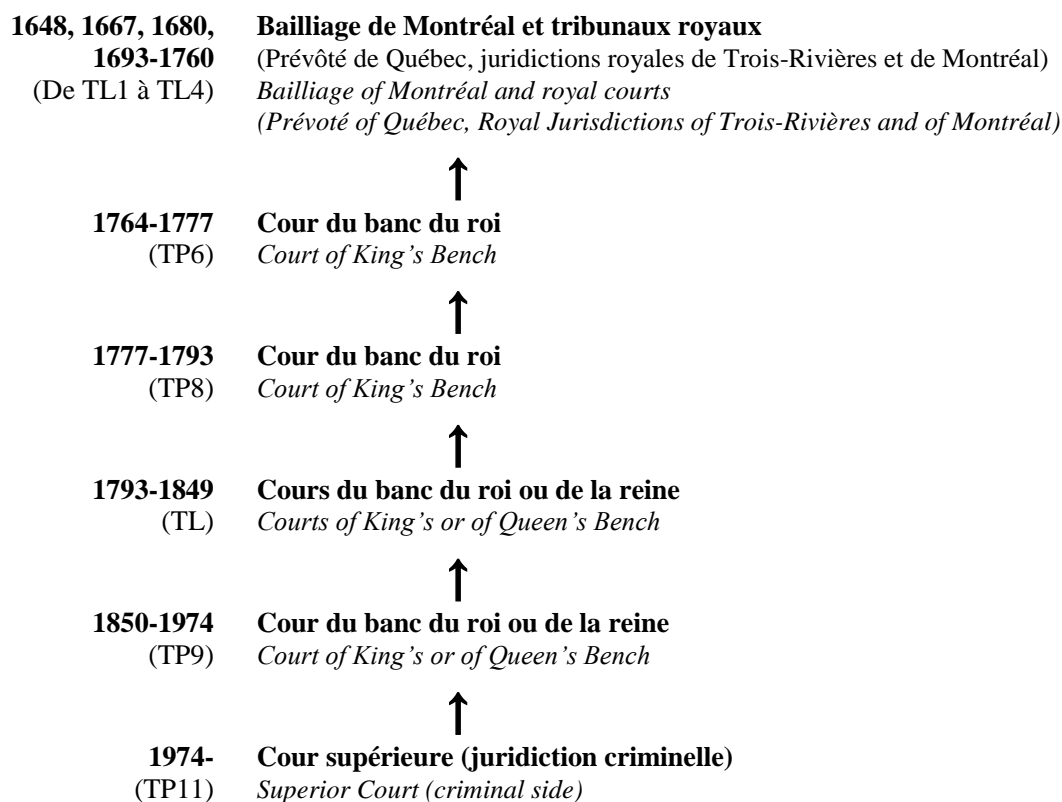 1648, 1667, 1680, Bailliage de Montréal et tribunaux royaux
1693-1760 (Prévôté de Québec, juridictions royales de Trois-Rivières et de Montréal)
(De TL1 à TL4) Bailliage of Montréal and royal courts
(Prévoté of Québec, Royal Jurisdictions of Trois-Rivières and of Montréal)
↑
1764-1777 Cour du banc du roi
(TP6) Court of King’s Bench
↑
1777-1793 Cour du banc du roi
(TP8) Court of King’s Bench
↑
1793-1849 Cours du banc du roi ou de la reine
(TL) Courts of King’s or of Queen’s Bench
↑
1850-1974 Cour du banc du roi ou de la reine
(TP9) Court of King’s or of Queen’s Bench
↑
1974- Cour supérieure (juridiction criminelle)
(TP11) Superior Court (criminal side)